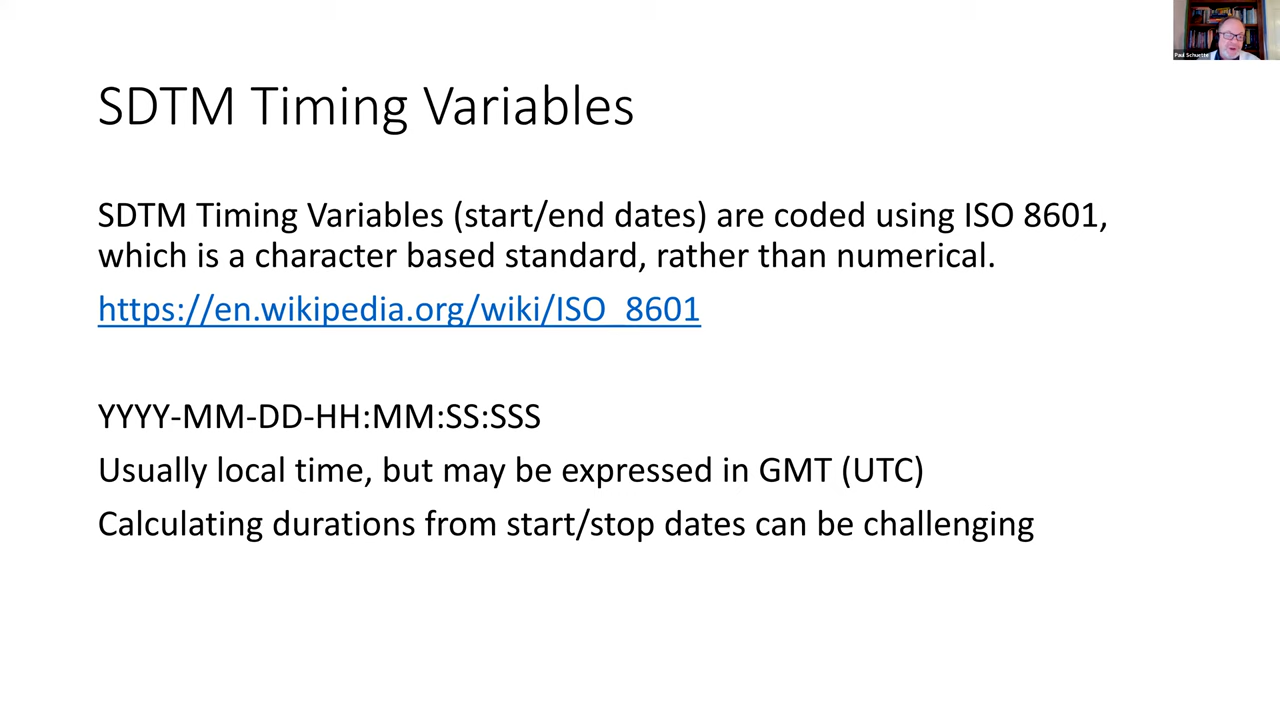 Paul Schuette
SDTM Timing Variables
SDTM Timing Variables (start/end dates) are coded using ISO 8601,
which is a character based standard, rather than numerical.
https://en.wikipedia.org/wiki/ISO_8601
YYYY-MM-DD-HH:MM:SS:SSS
Usually local time, but may be expressed in GMT (UTC)
Calculating durations from start/stop dates can be challenging